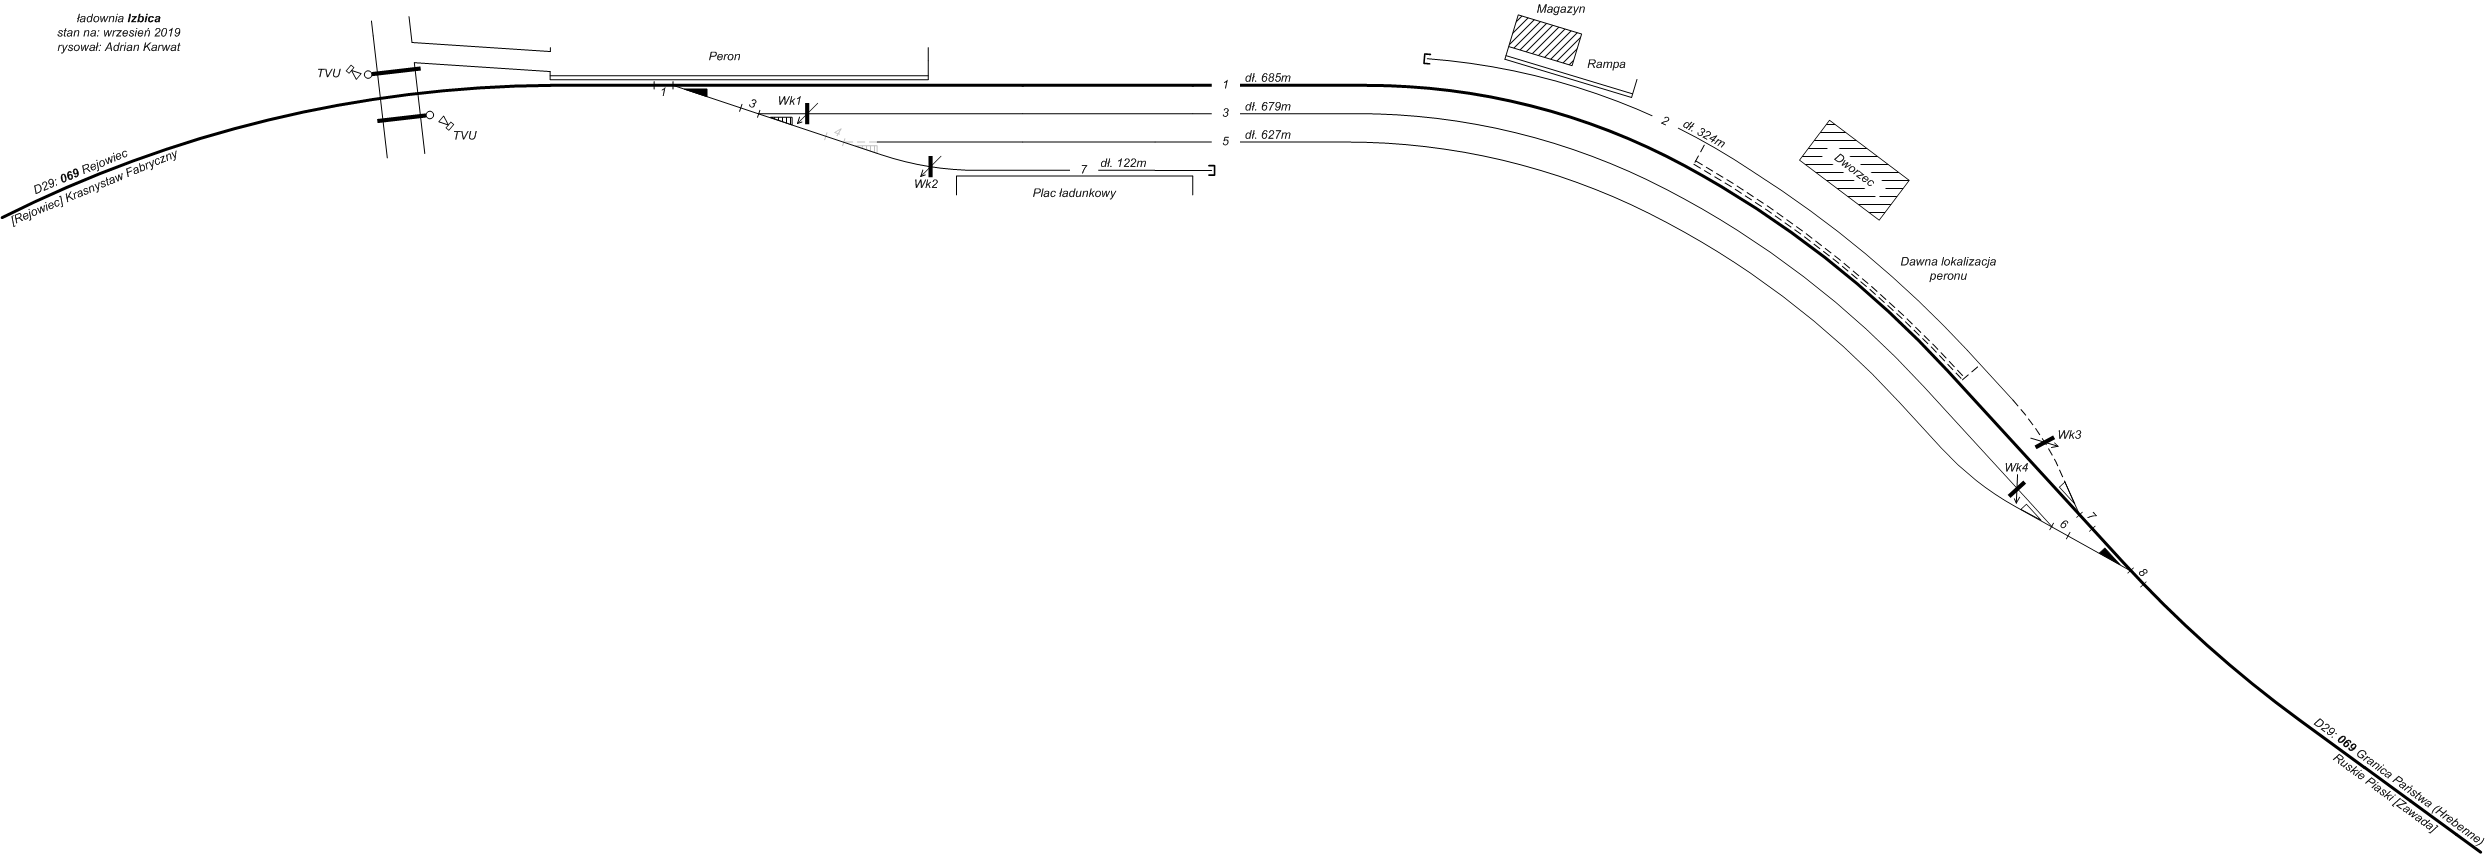 ładownia Izbica
stan na: wrzesień 2019
rysował: Adrian Karwat
TVU
TVU
D29: 069 Rejowiec
[Rejowiec] Krasnystaw Fabryczny
Peron
1
3
Wk1
4
Wk2
1 dł. 685m
3 dł. 679m
5 dł. 627m
7 dł. 122m
Plac ładunkowy
Magazyn
Rampa
2 dł. 324m
Dworzec
Dawna lokalizacja
peronu
Wk3
Wk4
7
6
8
D29: 069 Granica Państwa (Hrebenne)
Ruskie Piaski [Zawada]